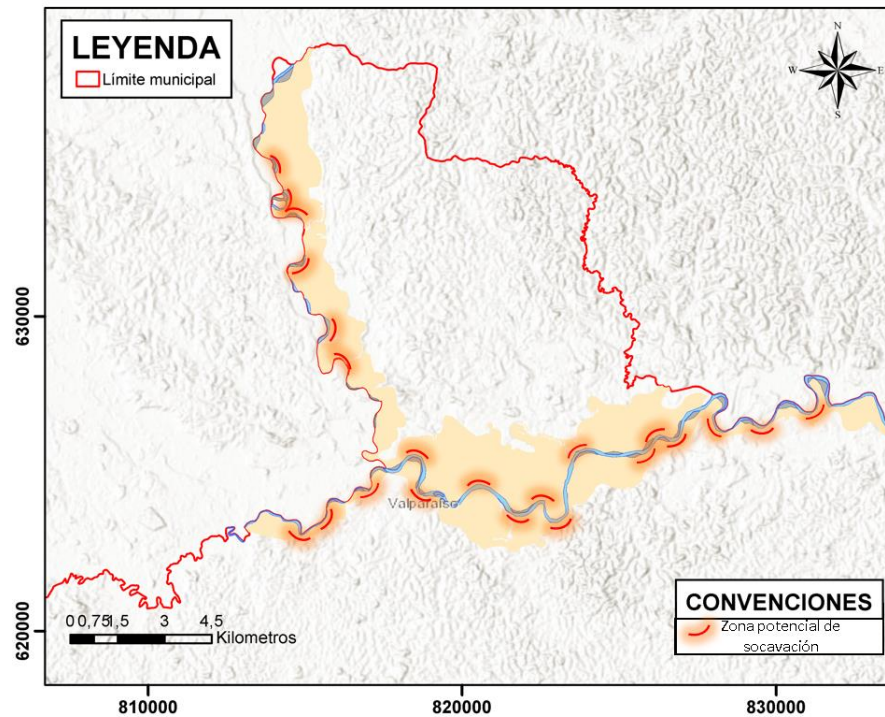 LEYENDA
Límite municipal
N
W
E
S
630000
620000
Valparaíso
0 0,75 1,5 3 4,5
Kilometros
CONVENCIONES
Zona potencial de
socavación
810000
820000
830000